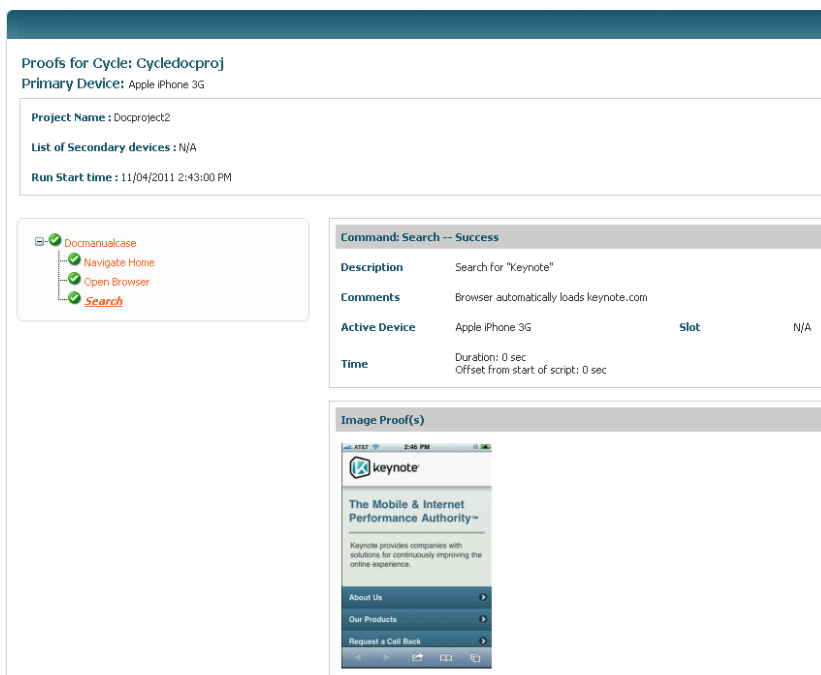 Proofs for Cycle: Cycledocproj
Primary Device: Apple iPhone 3G
Project Name : Docproject2
List of Secondary devices : N/A
Run Start time : 11/04/2011 2:43:00 PM
Docmanualcase
Navigate Home
Open Browser
Search
Command: Search -- Success
Description Search for "Keynote"
Comments Browser automatically loads keynote.com
Active Device Apple iPhone 3G Slot N/A
Time Duration: 0 sec
Offset from start of script: 0 sec
Image Proof(s)
AT&T 2:46 PM
keynote
The Mobile & Internet
Performance Authority™
Keynote provides companies with
solutions for continuously improving the
online experience.
About Us
Our Products
Request a Call Back